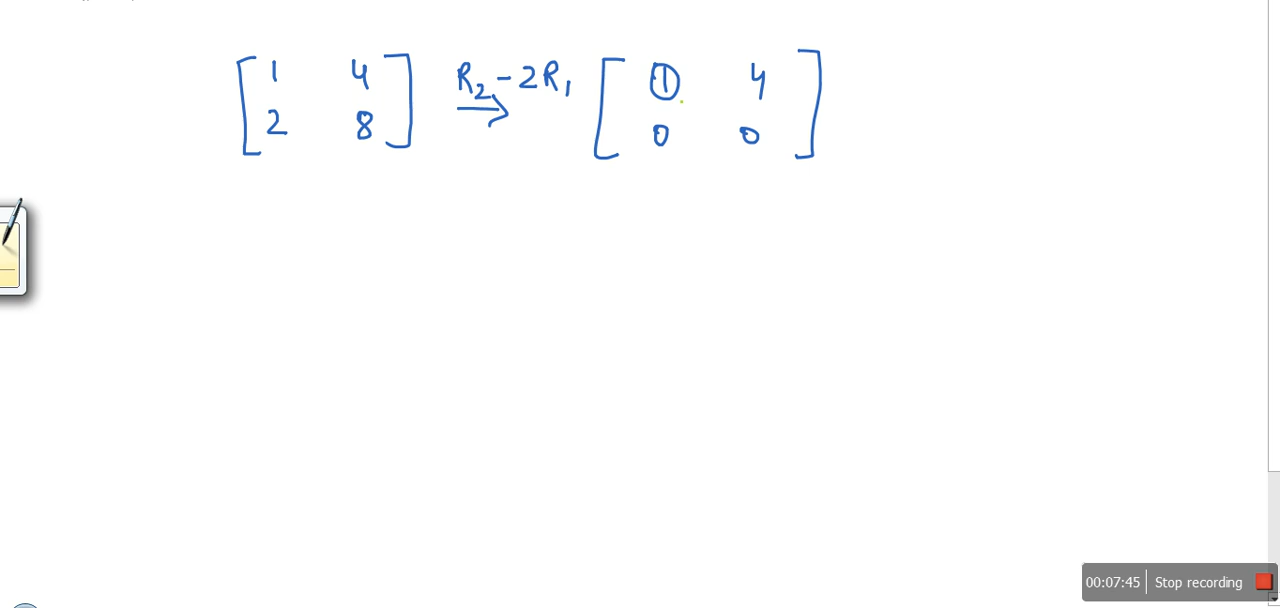 1 4 R₂-2R₁ ① 4
2 8 → 0 0
00:07:45 Stop recording